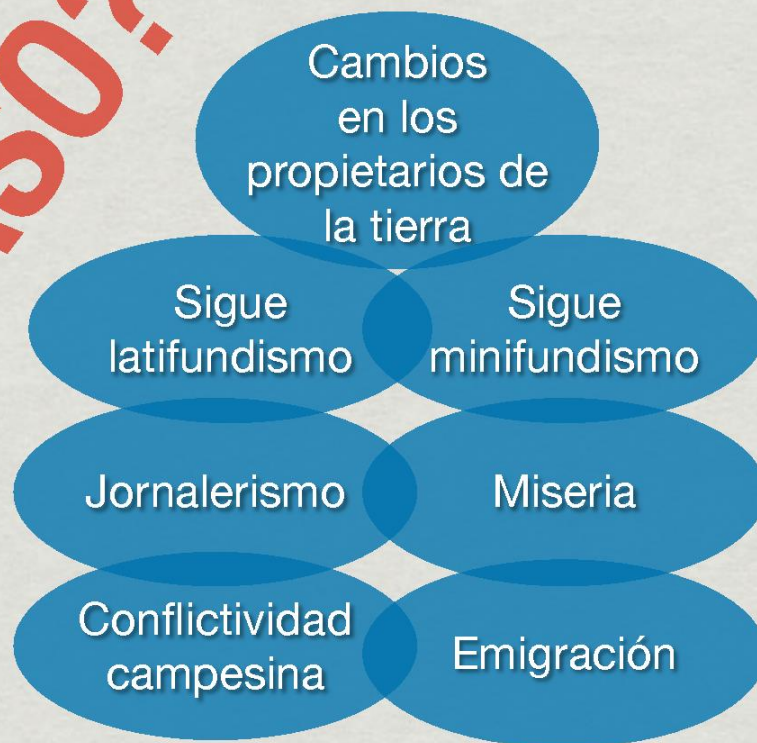 Cambios
en los
propietarios de
la tierra
Sigue
latifundismo
Sigue
minifundismo
Jornalerismo
Miseria
Conflictividad
campesina
Emigración